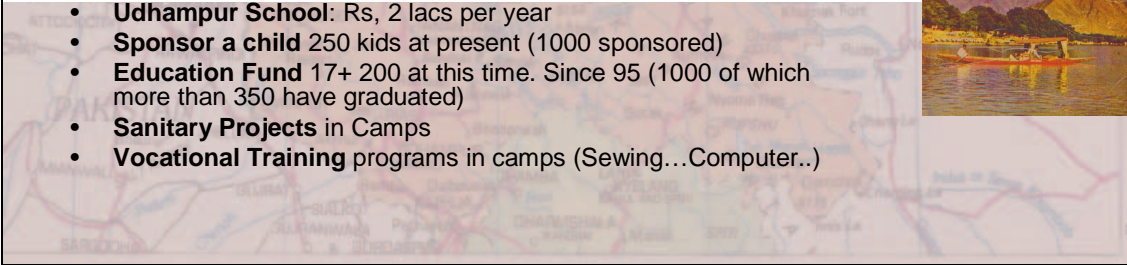 • Udhampur School: Rs, 2 lacs per year
• Sponsor a child 250 kids at present (1000 sponsored)
• Education Fund 17+ 200 at this time. Since 95 (1000 of which
more than 350 have graduated)
• Sanitary Projects in Camps
• Vocational Training programs in camps (Sewing…Computer..)
PAKISTAN